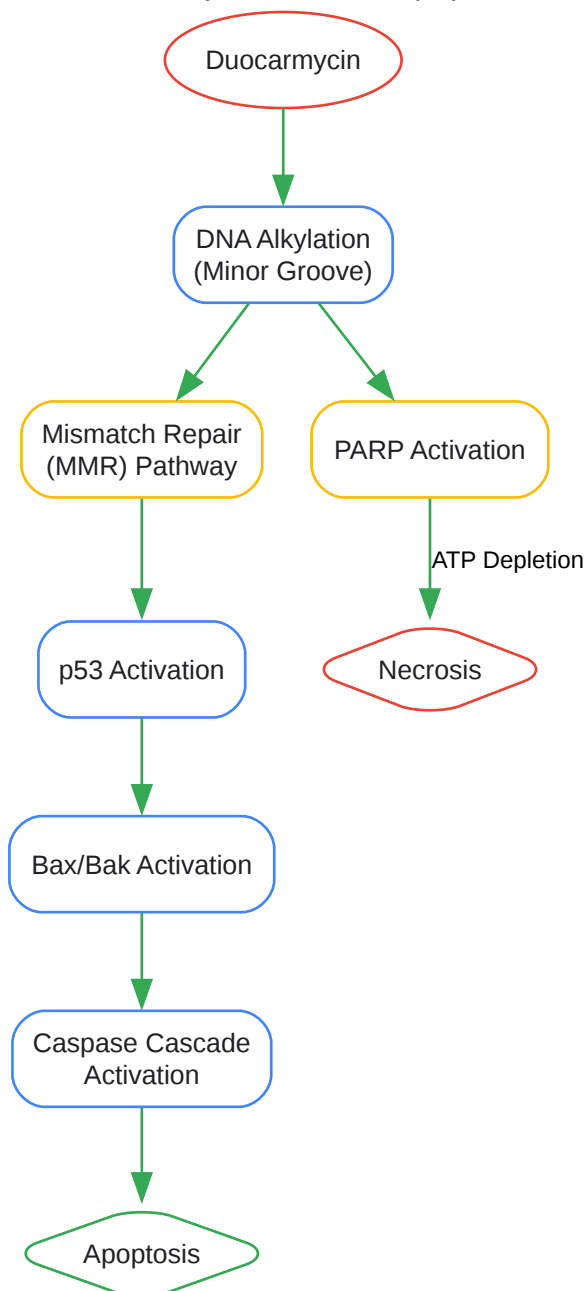 Duocarmycin
DNA Alkylation
(Minor Groove)
Mismatch Repair
(MMR) Pathway
PARP Activation
ATP Depletion
p53 Activation
Necrosis
Bax/Bak Activation
Caspase Cascade
Activation
Apoptosis